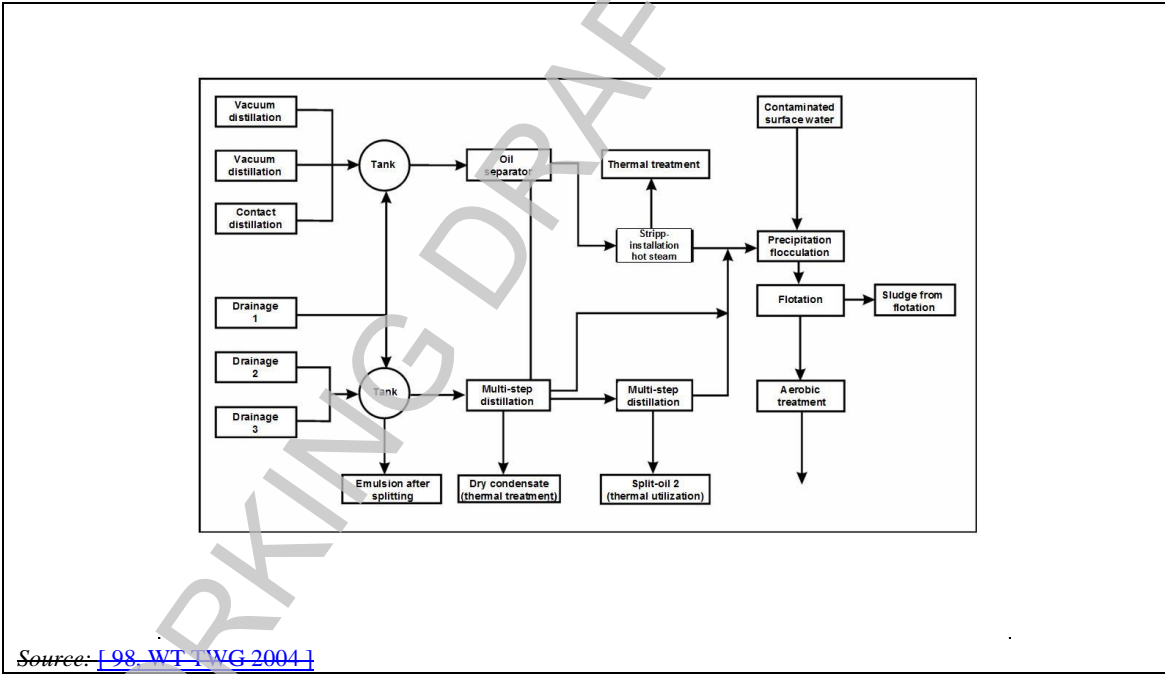 Vacuum
distillation
Vacuum
distillation
Contact
distillation
Drainage
1
Drainage
2
Drainage
3
Tank
Tank
Emulsion after
splitting
Oil
separator
Multi-step
distillation
Dry condensate
(thermal treatment)
Thermal treatment
Stripp-
installation
hot steam
Multi-step
distillation
Split-oil 2
(thermal utilization)
Contaminated
surface water
Precipitation
flocculation
Flotation
Sludge from
flotation
Aerobic
treatment
Source: [ 98, WT TWG 2004 ]
RKING DRAF